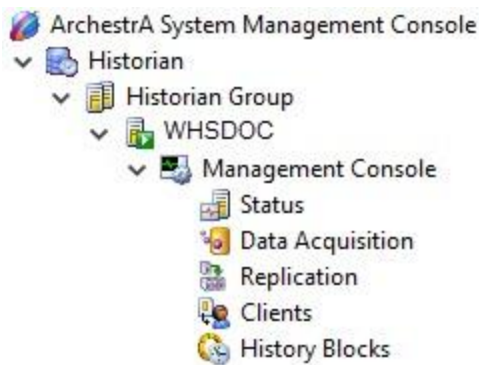 ArchestrA System Management Console
Historian
Historian Group
WHSDOC
Management Console
Status
Data Acquisition
Replication
Clients
History Blocks